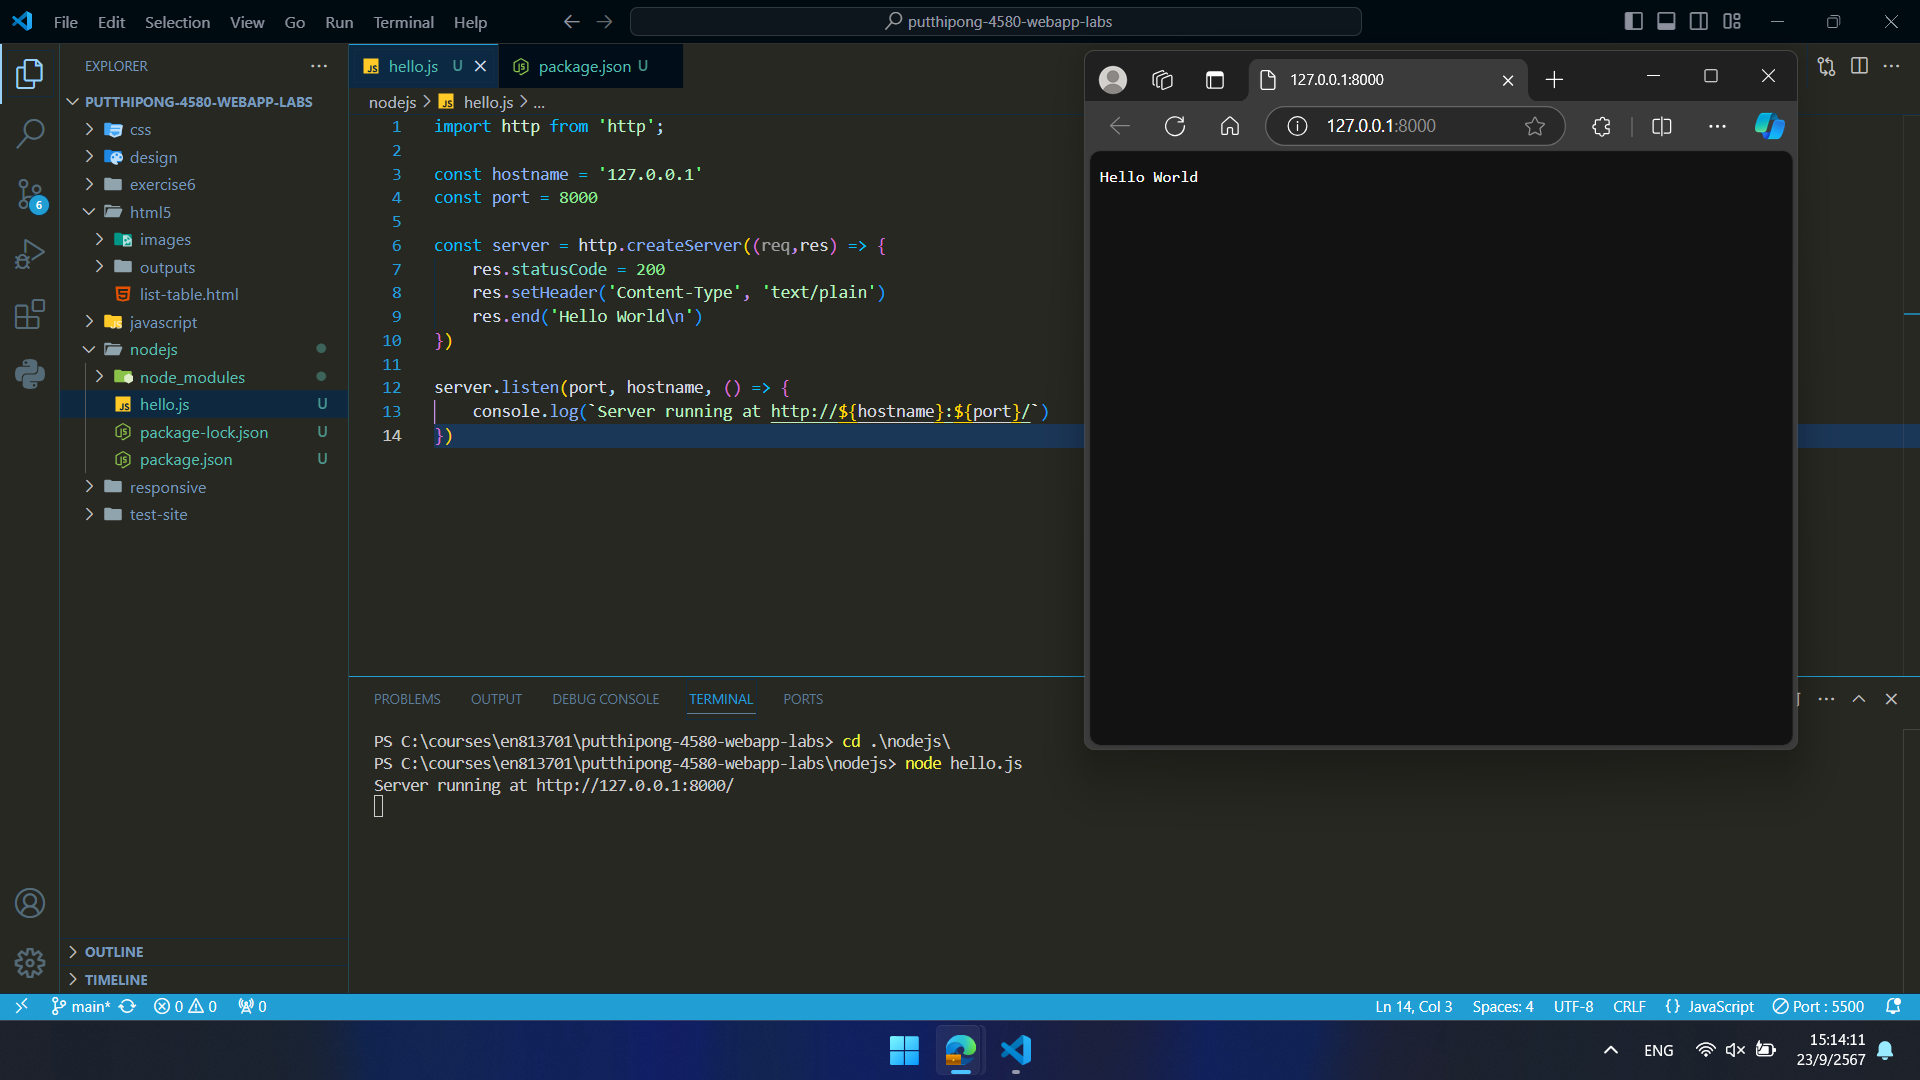 File Edit Selection View Go Run Terminal Help
putthipong-4580-webapp-labs
EXPLORER
PUTTHIPONG-4580-WEBAPP-LABS
css
design
exercise6
html5
images
outputs
list-table.html
javascript
nodejs
node_modules
hello.js U
package-lock.json U
package.json U
responsive
test-site
OUTLINE
TIMELINE
6
hello.js U
package.json U
nodejs > hello.js > ...
1 import http from 'http';
2
3 const hostname = '127.0.0.1'
4 const port = 8000
5
6 const server = http.createServer((req,res) => {
7 res.statusCode = 200
8 res.setHeader('Content-Type', 'text/plain')
9 res.end('Hello World\n')
10 })
11
12 server.listen(port, hostname, () => {
13 console.log(`Server running at http://${hostname}:${port}/`)
14 })
127.0.0.1:8000
127.0.0.1:8000
Hello World
PROBLEMS OUTPUT DEBUG CONSOLE TERMINAL PORTS
PS C:\courses\en813701\putthipong-4580-webapp-labs> cd .\nodejs\
PS C:\courses\en813701\putthipong-4580-webapp-labs\nodejs> node hello.js
Server running at http://127.0.0.1:8000/
main* 0 0 0
Ln 14, Col 3 Spaces: 4 UTF-8 CRLF {} JavaScript Port : 5500
ENG
15:14:11
23/9/2567